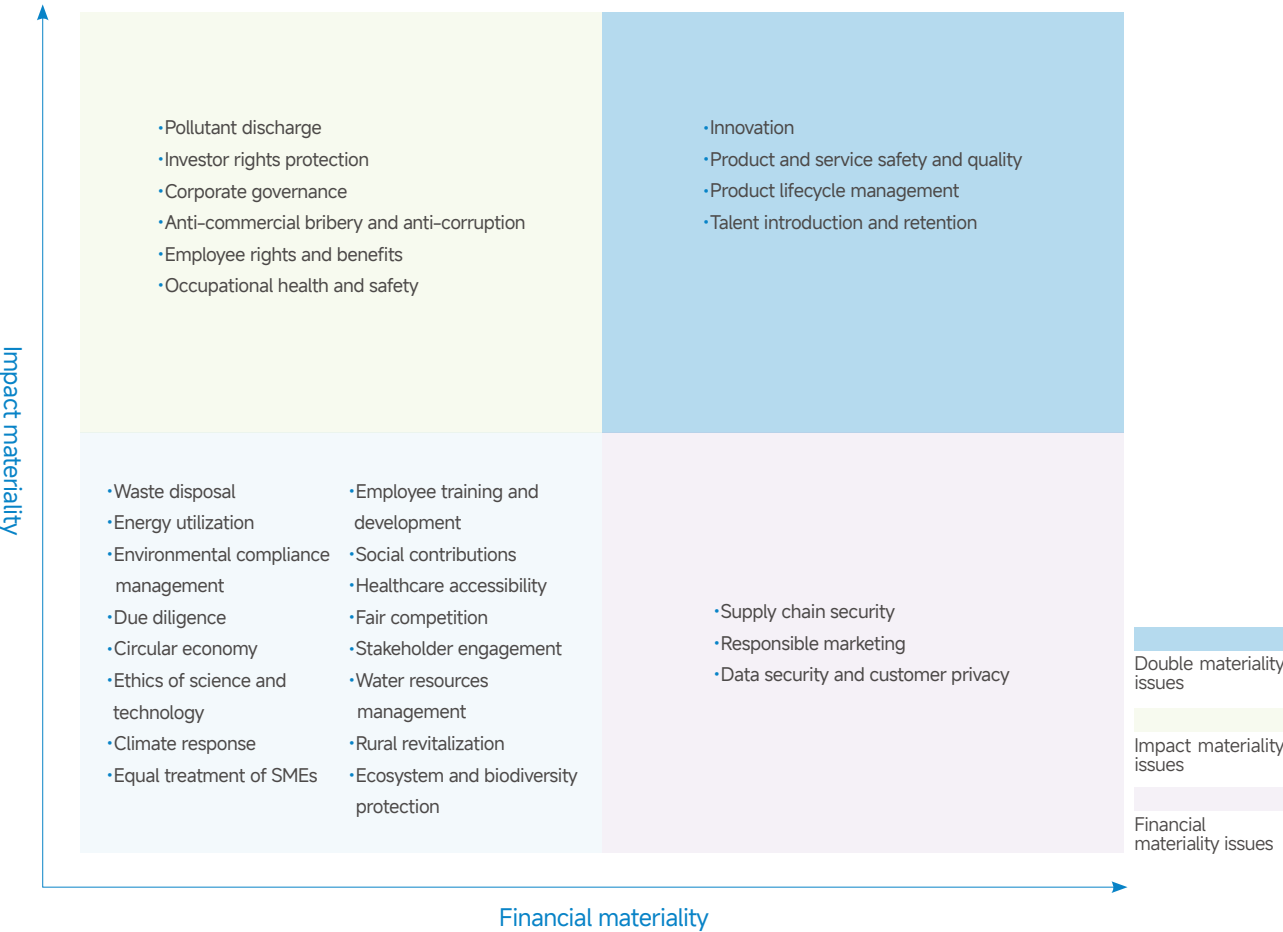 Impact materiality
·Pollutant discharge
·Investor rights protection
·Corporate governance
·Anti-commercial bribery and anti-corruption
·Employee rights and benefits
·Occupational health and safety
·Innovation
·Product and service safety and quality
·Product lifecycle management
·Talent introduction and retention
·Waste disposal
·Energy utilization
·Environmental compliance
management
·Due diligence
·Circular economy
·Ethics of science and
technology
·Climate response
·Equal treatment of SMEs
·Employee training and
development
·Social contributions
·Healthcare accessibility
·Fair competition
·Stakeholder engagement
·Water resources
management
·Rural revitalization
·Ecosystem and biodiversity
protection
·Supply chain security
·Responsible marketing
·Data security and customer privacy
Double materiality
issues
Impact materiality
issues
Financial
materiality issues
Financial materiality